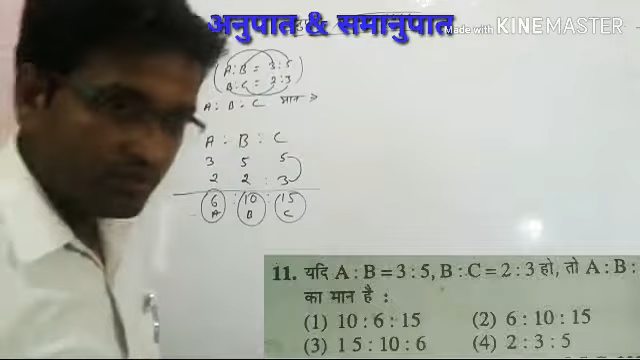 अनुपात & समानुपात
Made with KINEMASTER
A : B = 3 : 5
B : C = 2 : 3
A : B : C मान ⇒
A : B : C
3 5 5
2 2 : 3
6 : 10 : 15
A B C
11. यदि A : B = 3 : 5, B : C = 2 : 3 हो, तो A : B :
का मान है :
(1) 10 : 6 : 15 (2) 6 : 10 : 15
(3) 1 5 : 10 : 6 (4) 2 : 3 : 5